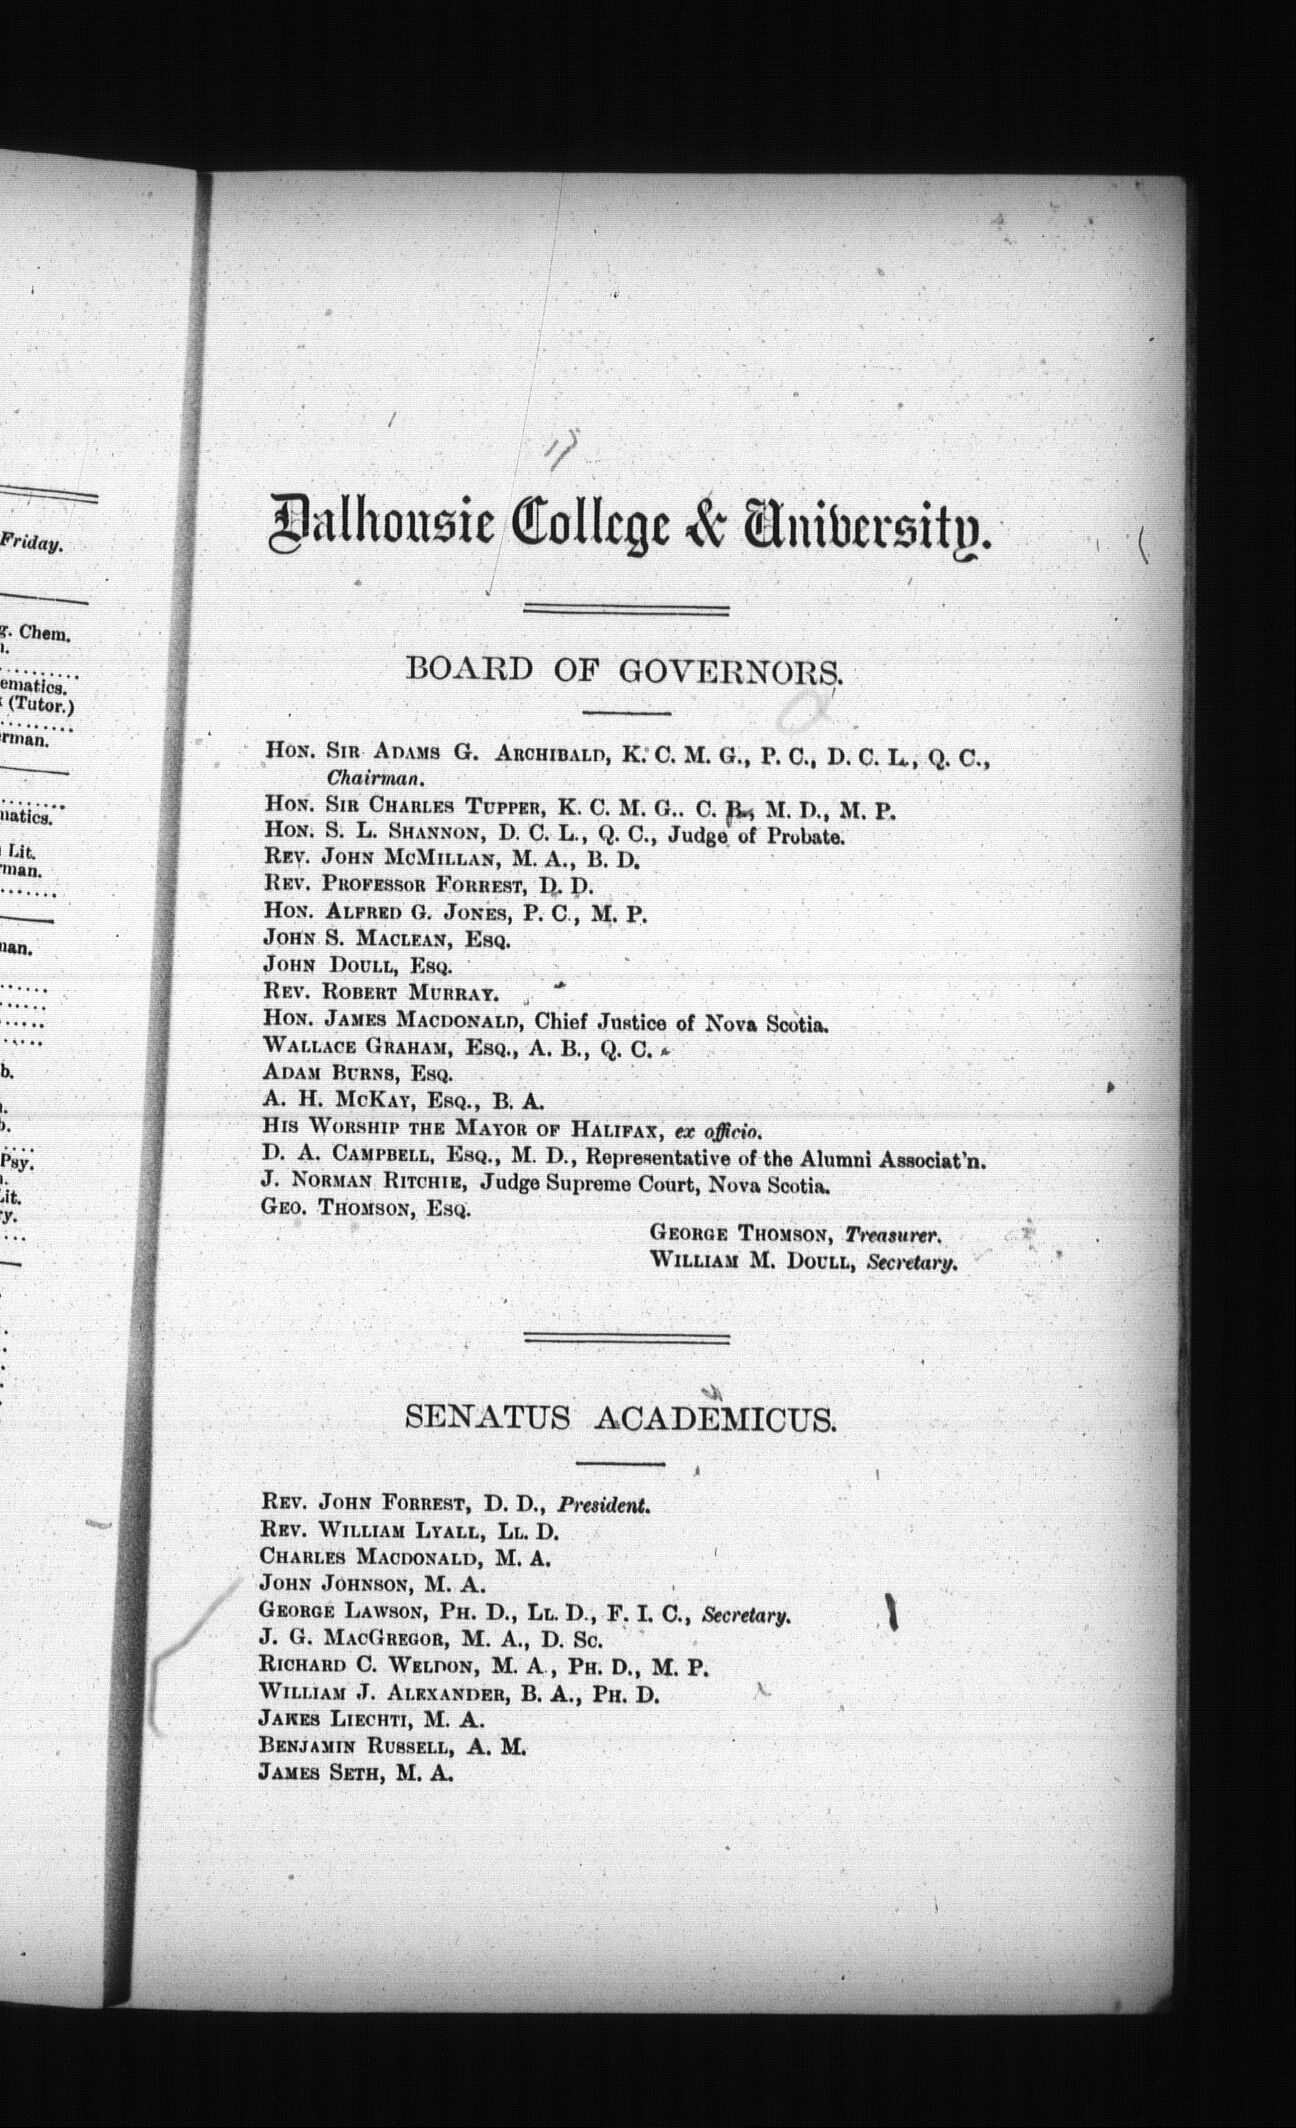 Friday.
g. Chem.
ematics.
(Tutor.)
rman.
matics.
Lit.
man.
nan.
b.
Psy.
Lit.
ry.
Dalhousie College & University.
BOARD OF GOVERNORS.
HON. SIR ADAMS G. ARCHIBALD, K. C. M. G., P. C., D. C. L., Q. C.,
Chairman.
HON. SIR CHARLES TUPPER, K. C. M. G.. C. B., M. D., M. P.
HON. S. L. SHANNON, D. C. L., Q. C., Judge of Probate.
REV. JOHN MCMILLAN, M. A., B. D.
REV. PROFESSOR FORREST, D. D.
HON. ALFRED G. JONES, P. C., M. P.
JOHN S. MACLEAN, ESQ.
JOHN DOULL, ESQ.
REV. ROBERT MURRAY.
HON. JAMES MACDONALD, Chief Justice of Nova Scotia.
WALLACE GRAHAM, ESQ., A. B., Q. C.
ADAM BURNS, ESQ.
A. H. MCKAY, ESQ., B. A.
HIS WORSHIP THE MAYOR OF HALIFAX, ex officio.
D. A. CAMPBELL, ESQ., M. D., Representative of the Alumni Associat'n.
J. NORMAN RITCHIE, Judge Supreme Court, Nova Scotia.
GEO. THOMSON, ESQ.
GEORGE THOMSON, Treasurer.
WILLIAM M. DOULL, Secretary.
SENATUS ACADEMICUS.
REV. JOHN FORREST, D. D., President.
REV. WILLIAM LYALL, LL. D.
CHARLES MACDONALD, M. A.
JOHN JOHNSON, M. A.
GEORGE LAWSON, PH. D., LL. D., F. I. C., Secretary.
J. G. MACGREGOR, M. A., D. SC.
RICHARD C. WELDON, M. A., PH. D., M. P.
WILLIAM J. ALEXANDER, B. A., PH. D.
JAMES LIECHTI, M. A.
BENJAMIN RUSSELL, A. M.
JAMES SETH, M. A.